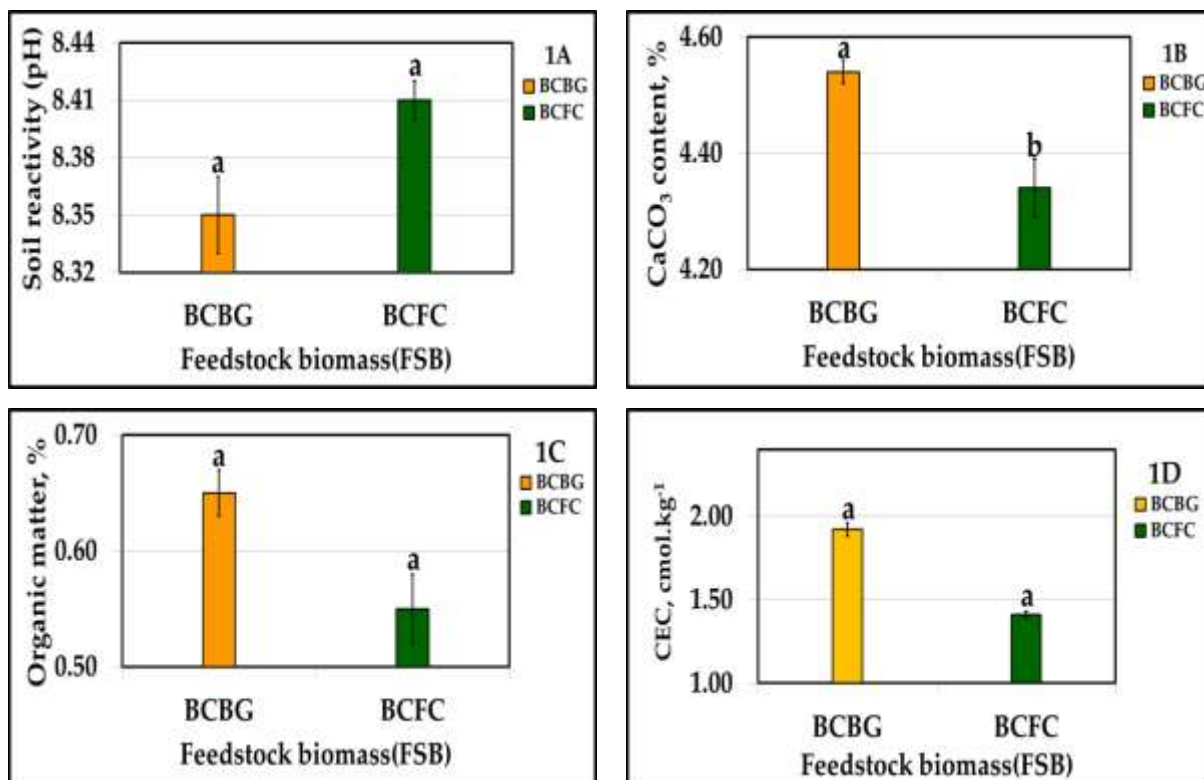 Soil reactivity (pH)
8.44
8.41
8.38
8.35
8.32
a
a
1A
BCBG
BCFC
BCBG
BCFC
Feedstock biomass(FSB)
CaCO₃ content, %
4.60
4.40
4.20
a
b
1B
BCBG
BCFC
BCBG
BCFC
Feedstock biomass(FSB)
Organic matter, %
0.70
0.60
0.50
a
a
1C
BCBG
BCFC
BCBG
BCFC
Feedstock biomass(FSB)
CEC, cmol.kg⁻¹
2.00
1.50
1.00
a
a
1D
BCBG
BCFC
BCBG
BCFC
Feedstock biomass(FSB)